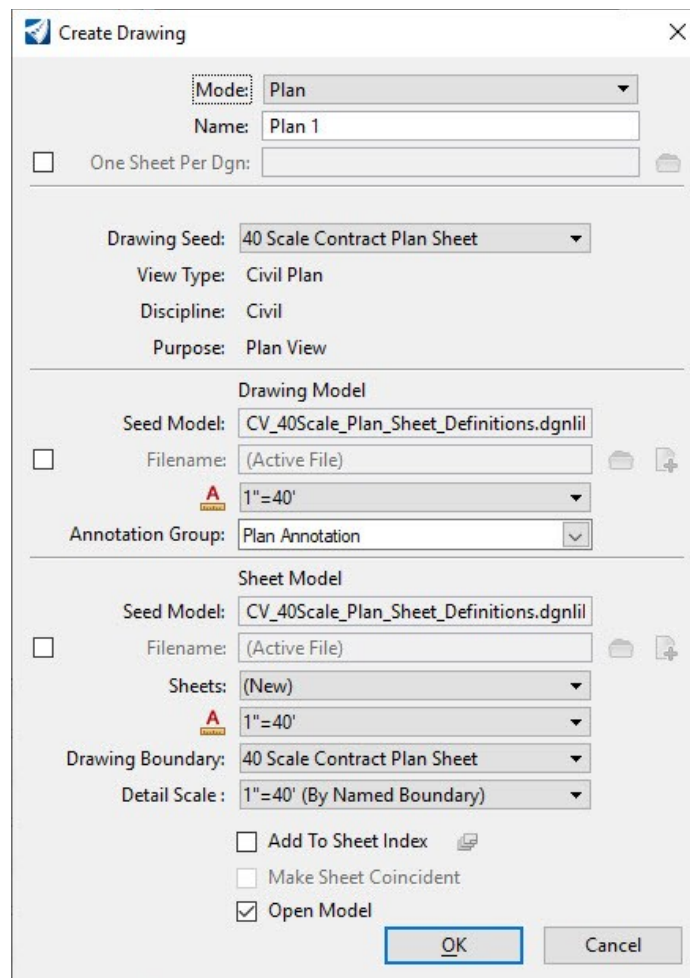 Create Drawing
Mode: Plan
Name: Plan 1
One Sheet Per Dgn:
Drawing Seed: 40 Scale Contract Plan Sheet
View Type: Civil Plan
Discipline: Civil
Purpose: Plan View
Drawing Model
Seed Model: CV_40Scale_Plan_Sheet_Definitions.dgnlil
Filename: (Active File)
A 1"=40'
Annotation Group: Plan Annotation
Sheet Model
Seed Model: CV_40Scale_Plan_Sheet_Definitions.dgnlil
Filename: (Active File)
Sheets: (New)
A 1"=40'
Drawing Boundary: 40 Scale Contract Plan Sheet
Detail Scale : 1"=40' (By Named Boundary)
Add To Sheet Index
Make Sheet Coincident
Open Model
OK Cancel